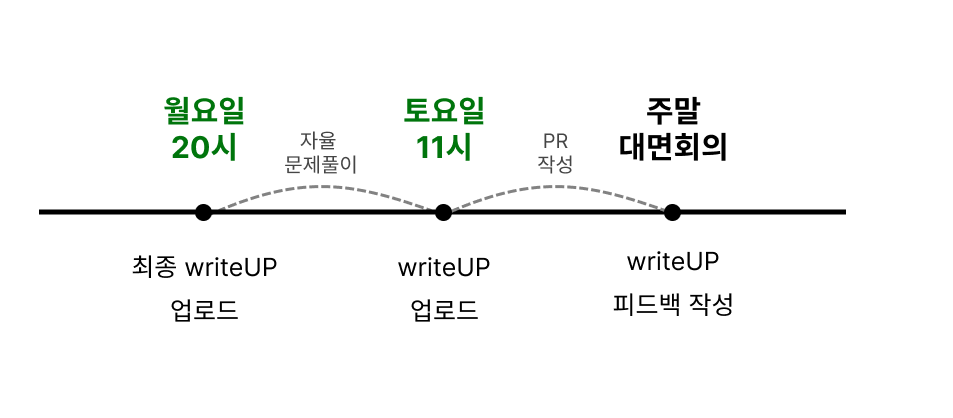 월요일
20시
자율
문제풀이
토요일
11시
PR
작성
주말
대면회의
최종 writeUP
업로드
writeUP
업로드
writeUP
피드백 작성